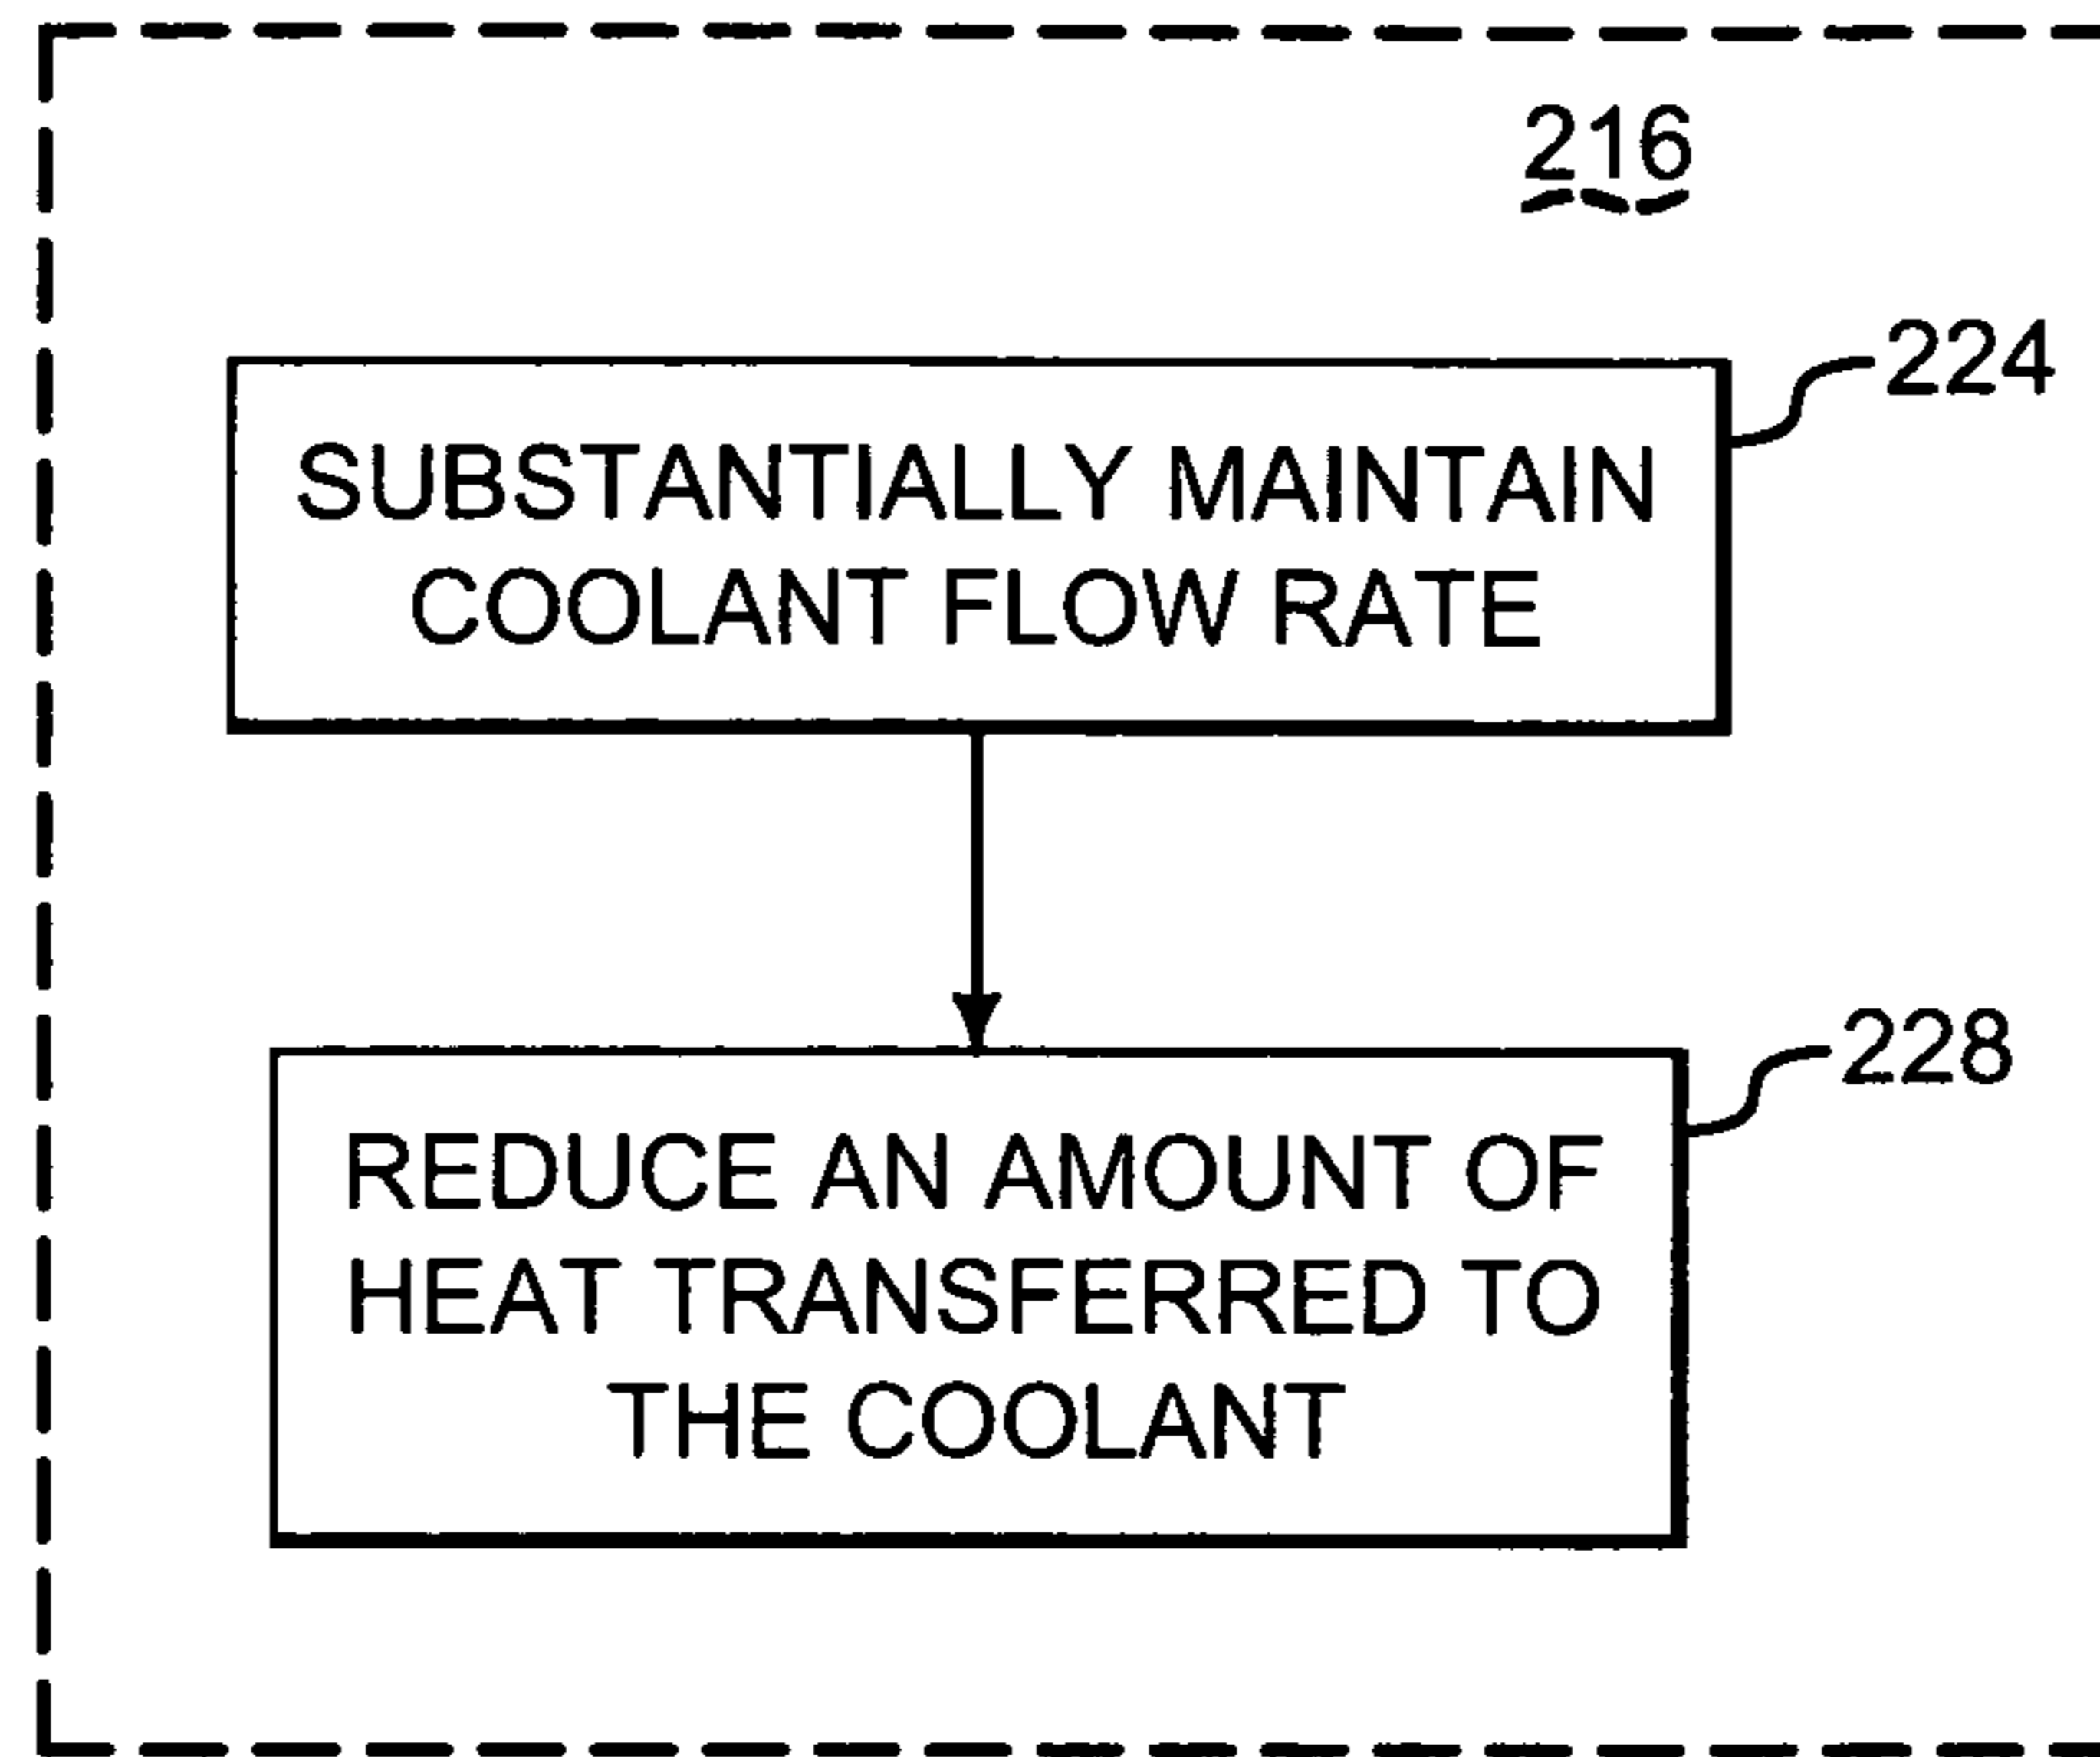 216
224
SUBSTANTIALLY MAINTAIN
COOLANT FLOW RATE
228
REDUCE AN AMOUNT OF
HEAT TRANSFERRED TO
THE COOLANT